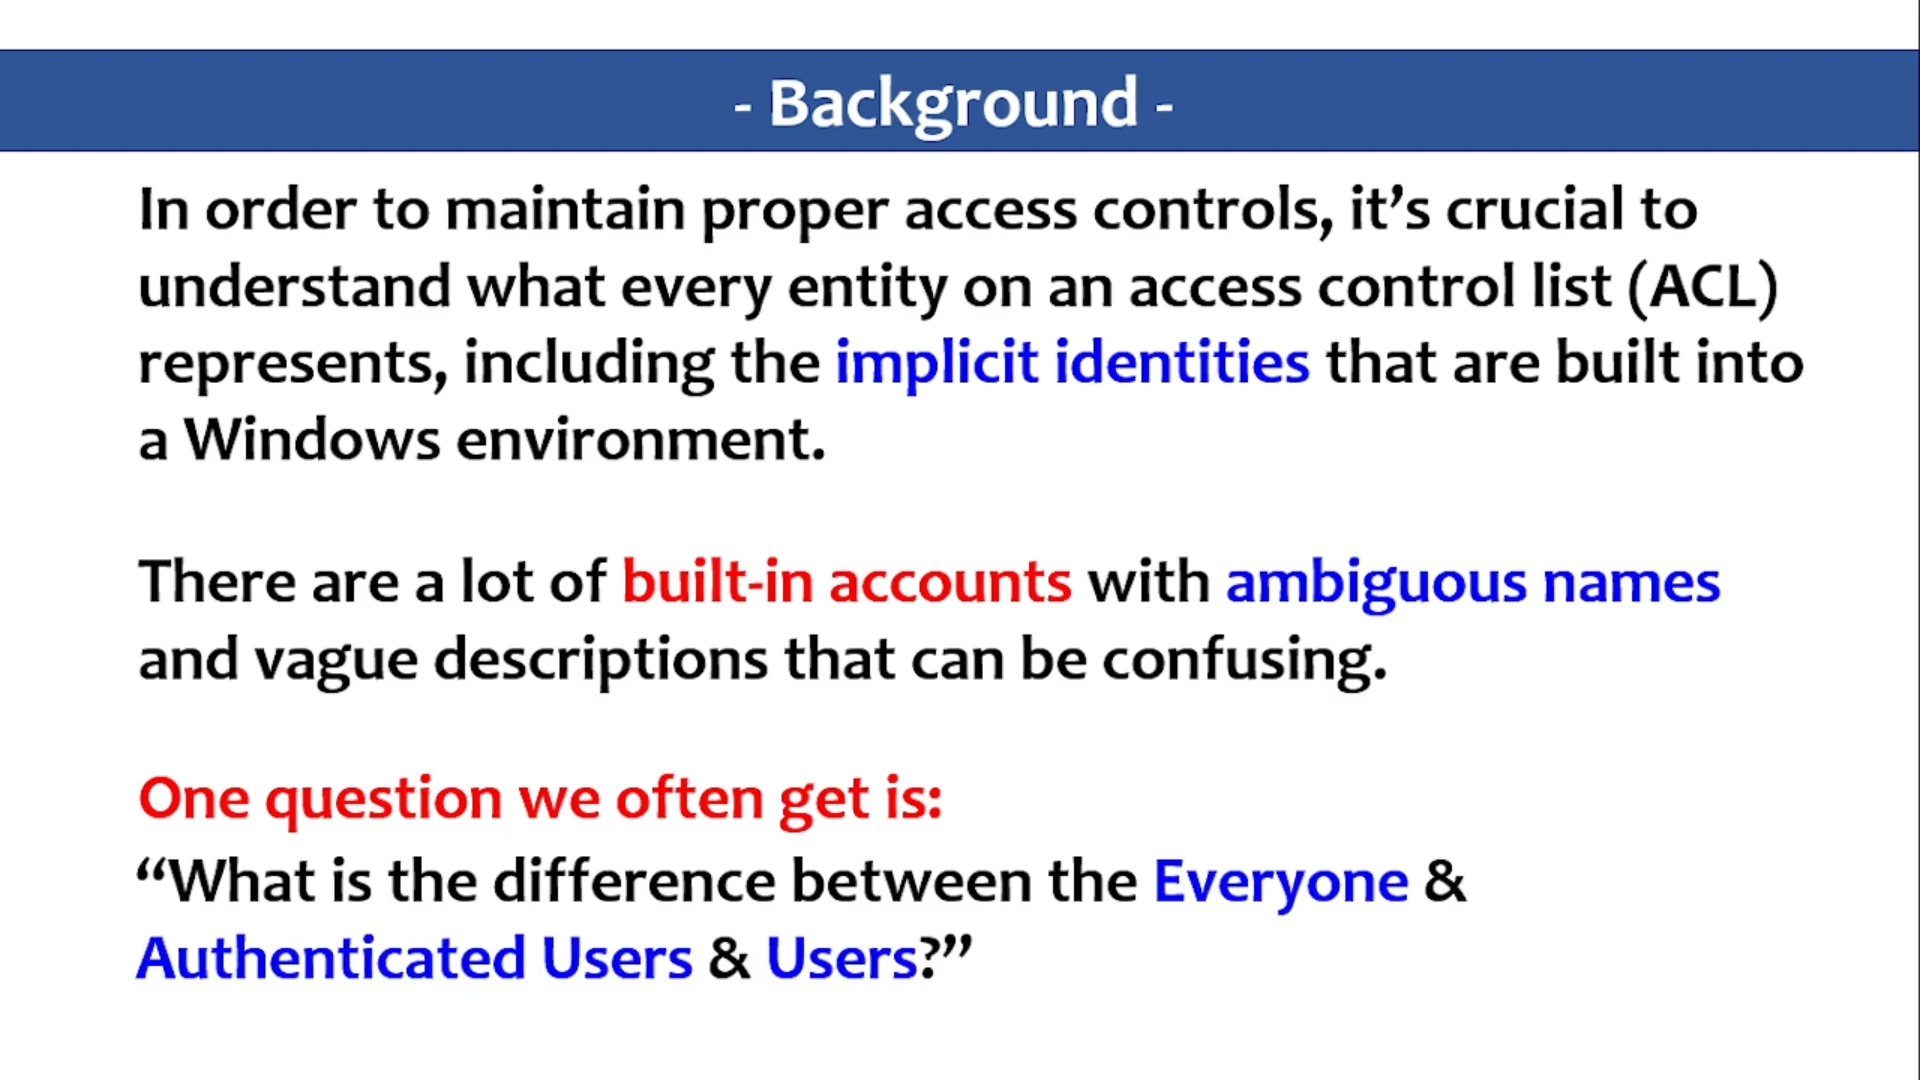 - Background -
In order to maintain proper access controls, it’s crucial to
understand what every entity on an access control list (ACL)
represents, including the implicit identities that are built into
a Windows environment.
There are a lot of built-in accounts with ambiguous names
and vague descriptions that can be confusing.
One question we often get is:
“What is the difference between the Everyone &
Authenticated Users & Users?”